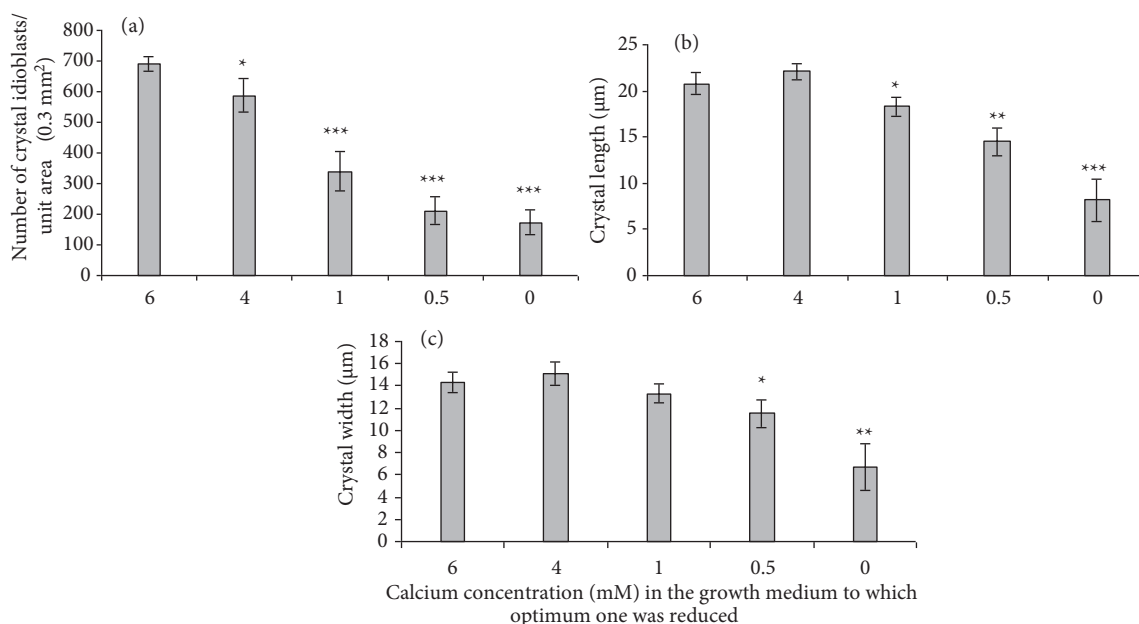 (a)
Number of crystal idioblasts/
unit area (0.3 mm²)
800
700
600
500
400
300
200
100
0
*
***
***
***
6 4 1 0.5 0
(b)
Crystal length (µm)
25
20
15
10
5
0
*
**
***
6 4 1 0.5 0
(c)
Crystal width (µm)
18
16
14
12
10
8
6
4
2
0
*
**
6 4 1 0.5 0
Calcium concentration (mM) in the growth medium to which
optimum one was reduced